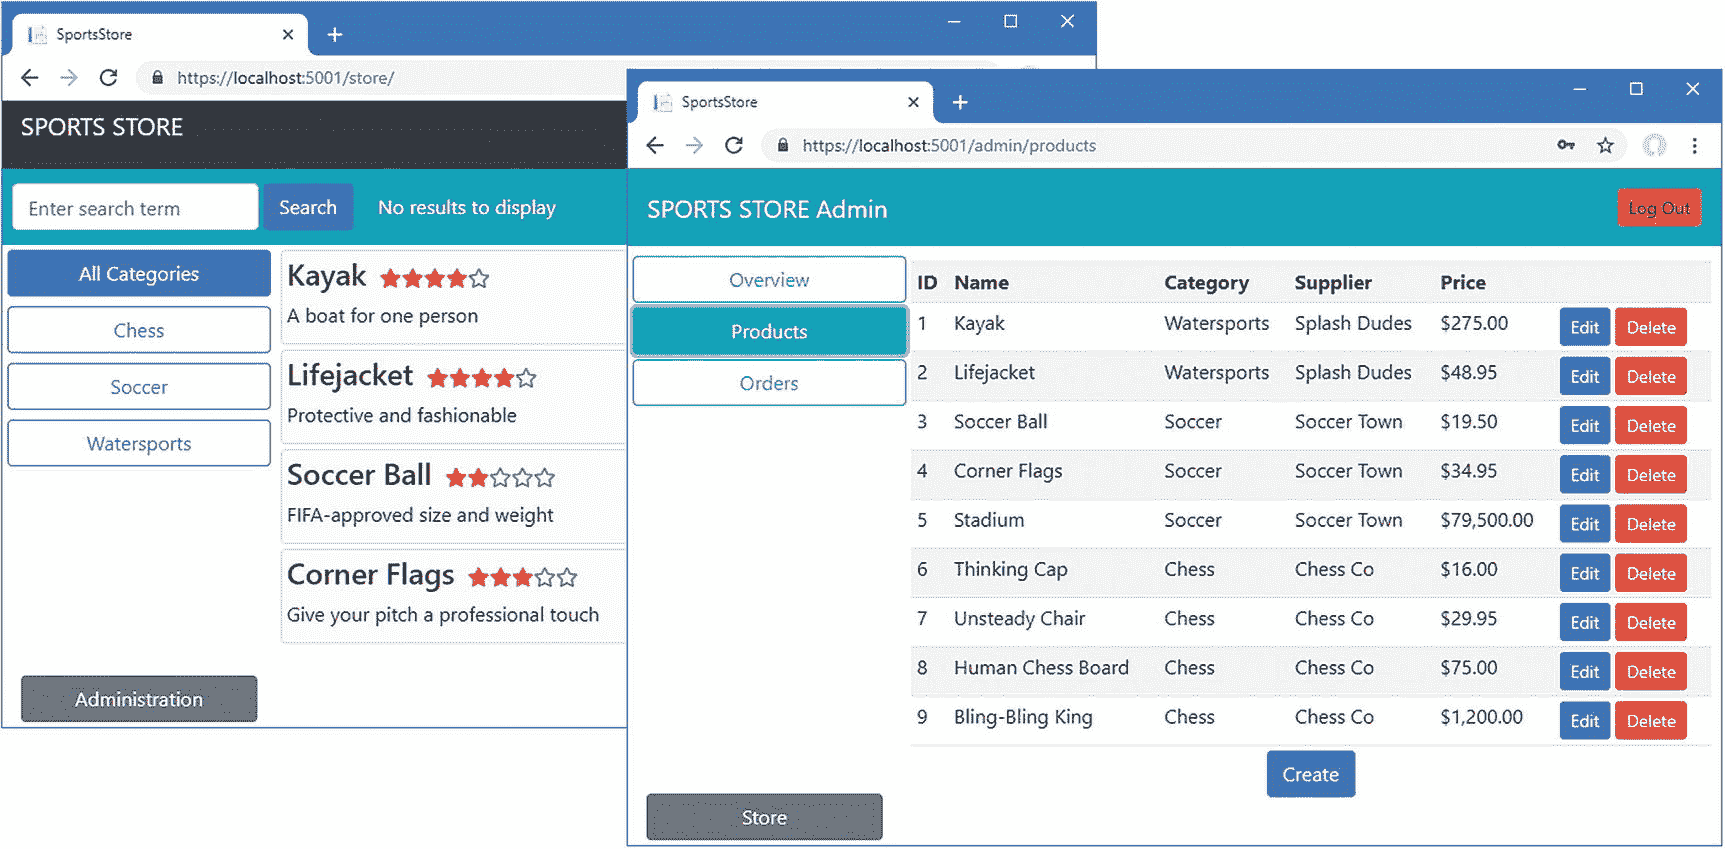 SportsStore
https://localhost:5001/store/
SPORTS STORE
Enter search term
Search
No results to display
All Categories
Chess
Soccer
Watersports
Kayak
A boat for one person
Lifejacket
Protective and fashionable
Soccer Ball
FIFA-approved size and weight
Corner Flags
Give your pitch a professional touch
Administration
SportsStore
https://localhost:5001/admin/products
SPORTS STORE Admin
Log Out
Overview
Products
Orders
ID Name Category Supplier Price
1 Kayak Watersports Splash Dudes $275.00 Edit Delete
2 Lifejacket Watersports Splash Dudes $48.95 Edit Delete
3 Soccer Ball Soccer Soccer Town $19.50 Edit Delete
4 Corner Flags Soccer Soccer Town $34.95 Edit Delete
5 Stadium Soccer Soccer Town $79,500.00 Edit Delete
6 Thinking Cap Chess Chess Co $16.00 Edit Delete
7 Unsteady Chair Chess Chess Co $29.95 Edit Delete
8 Human Chess Board Chess Chess Co $75.00 Edit Delete
9 Bling-Bling King Chess Chess Co $1,200.00 Edit Delete
Create
Store